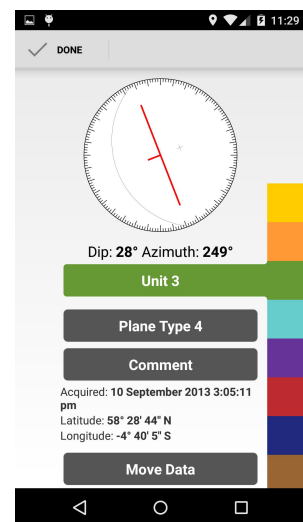 11:29
DONE
Dip: 28° Azimuth: 249°
Unit 3
Plane Type 4
Comment
Acquired: 10 September 2013 3:05:11
pm
Latitude: 58° 28' 44" N
Longitude: -4° 40' 5" S
Move Data